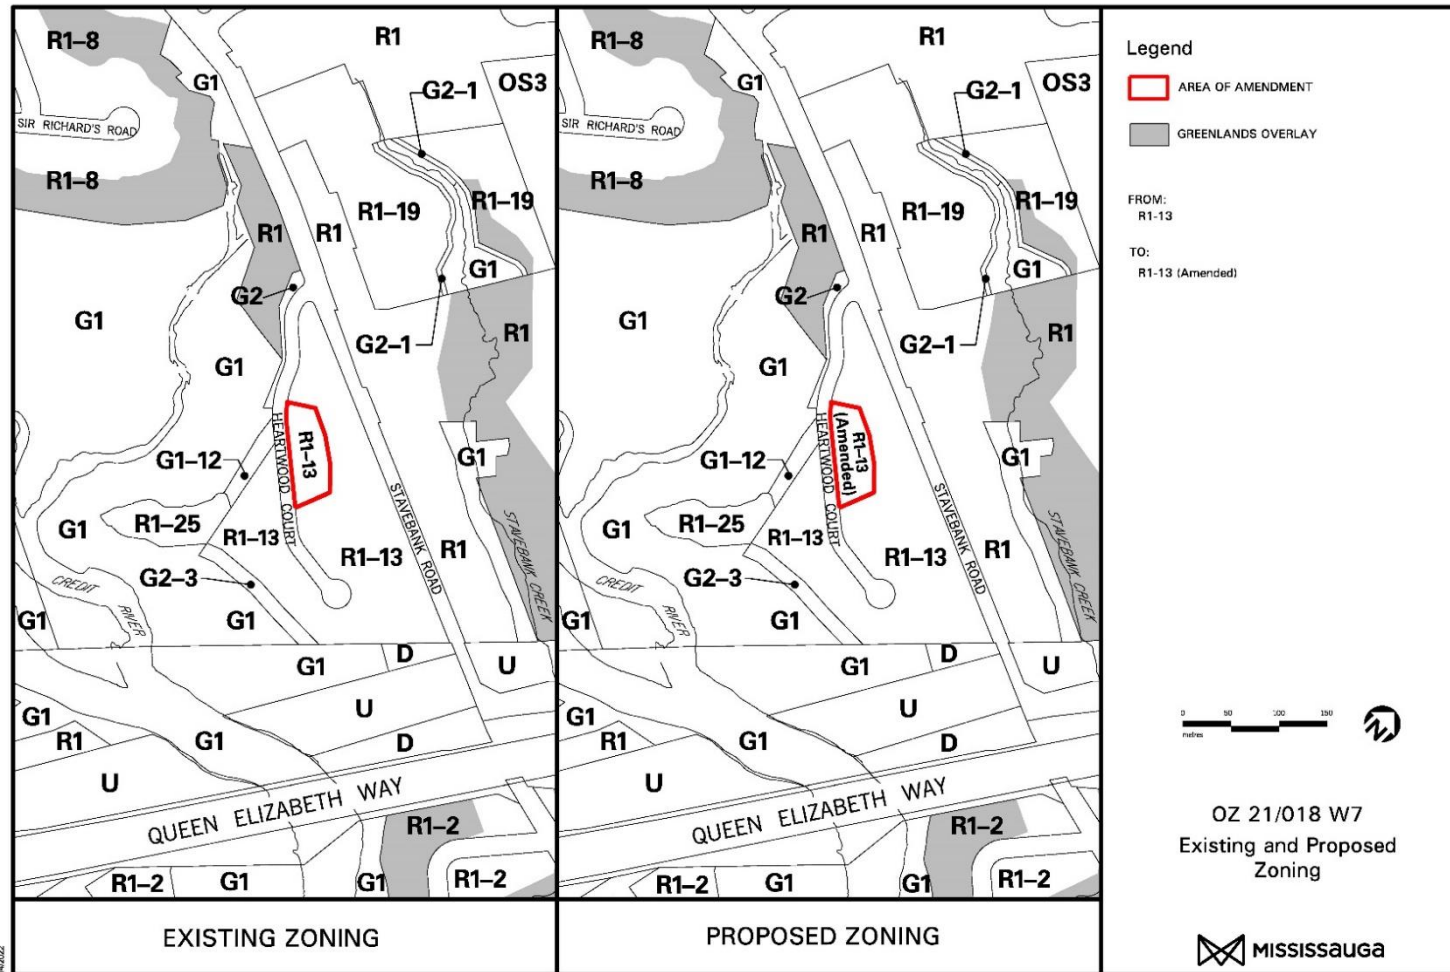 R1–8
R1
G1
G2–1
OS3
SIR RICHARD'S ROAD
R1–8
R1–19
R1–19
R1
R1
G1
G2
G1
G2–1
R1
G1
HEARTWOOD COURT
R1–13
G1–12
G1
STAVEBANK ROAD
R1–25
G1
R1–13
R1–13
R1
STAVEBANK CREEK
G2–3
CREDIT RIVER
G1
G1
G1
D
U
U
G1
R1
G1
D
U
QUEEN ELIZABETH WAY
R1–2
R1–2
G1
G1
R1–2
EXISTING ZONING
R1–8
R1
G1
G2–1
OS3
SIR RICHARD'S ROAD
R1–8
R1–19
R1–19
R1
R1
G1
G2
G1
G2–1
R1
G1
HEARTWOOD COURT
R1–13
(Amended)
G1–12
G1
STAVEBANK ROAD
R1–25
G1
R1–13
R1–13
R1
STAVEBANK CREEK
G2–3
CREDIT RIVER
G1
G1
G1
D
U
U
G1
R1
G1
D
U
QUEEN ELIZABETH WAY
R1–2
R1–2
G1
G1
R1–2
PROPOSED ZONING
Legend
AREA OF AMENDMENT
GREENLANDS OVERLAY
FROM:
R1-13
TO:
R1-13 (Amended)
0 50 100 150
metres
OZ 21/018 W7
Existing and Proposed
Zoning
MISSISSAUGA